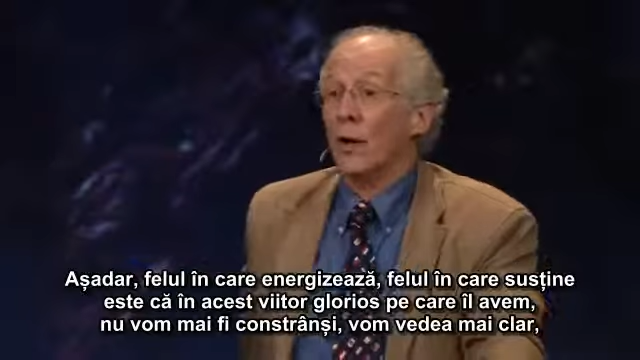 Așadar, felul în care energizează, felul în care susține
este că în acest viitor glorios pe care îl avem,
nu vom mai fi constrânși, vom vedea mai clar,